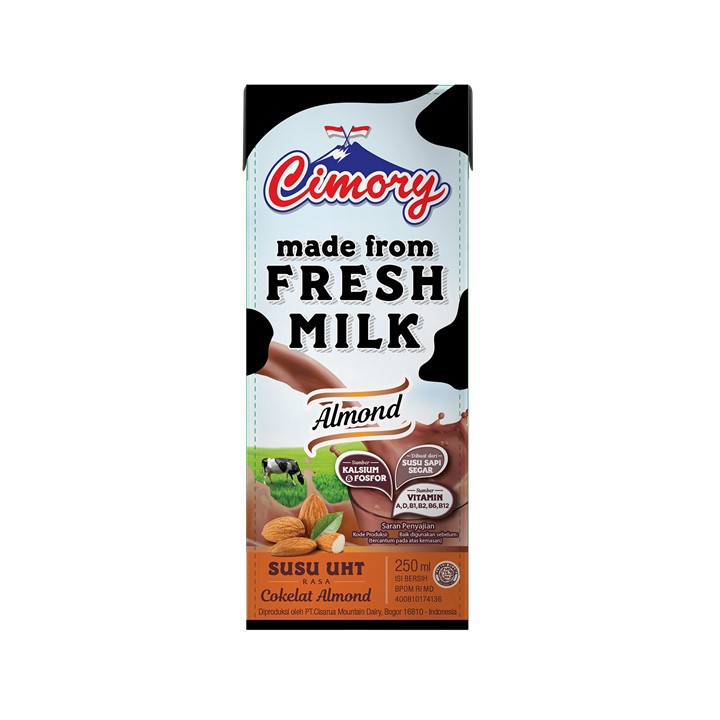 Cimory
made from
FRESH
MILK
Almond
Sumber
KALSIUM
& FOSFOR
Dibuat dari
SUSU SAPI
SEGAR
Sumber
VITAMIN
A,D,B1,B2,B6,B12
Saran Penyajian
Kode Produksi Baik digunakan sebelum
(tercantum pada atas kemasan)
SUSU UHT
RASA
Cokelat Almond
250 ml
ISI BERSIH
BPOM RI MD
400810174138
Diproduksi oleh PT.Cisarua Mountain Dairy, Bogor 16810 - Indonesia